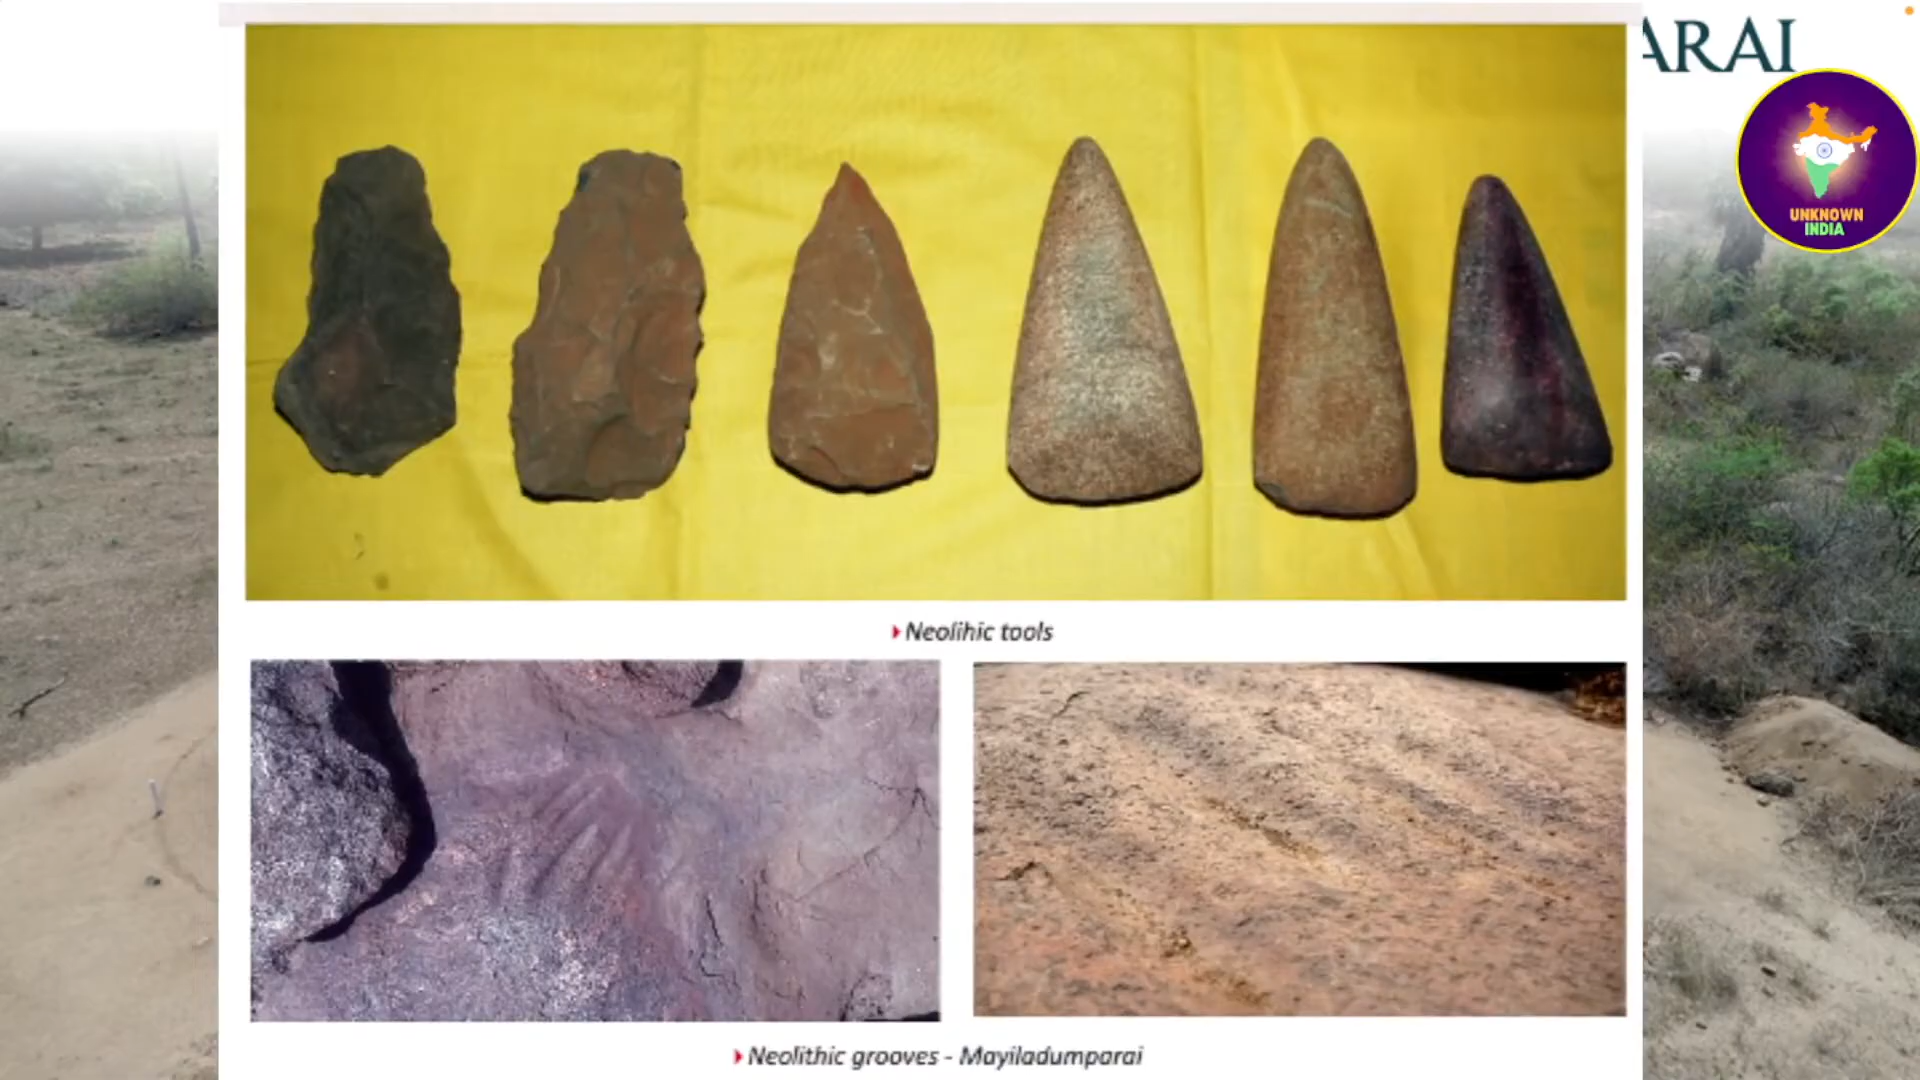 ARAI
UNKNOWN
INDIA
Neolihic tools
Neolithic grooves - Mayiladumparai